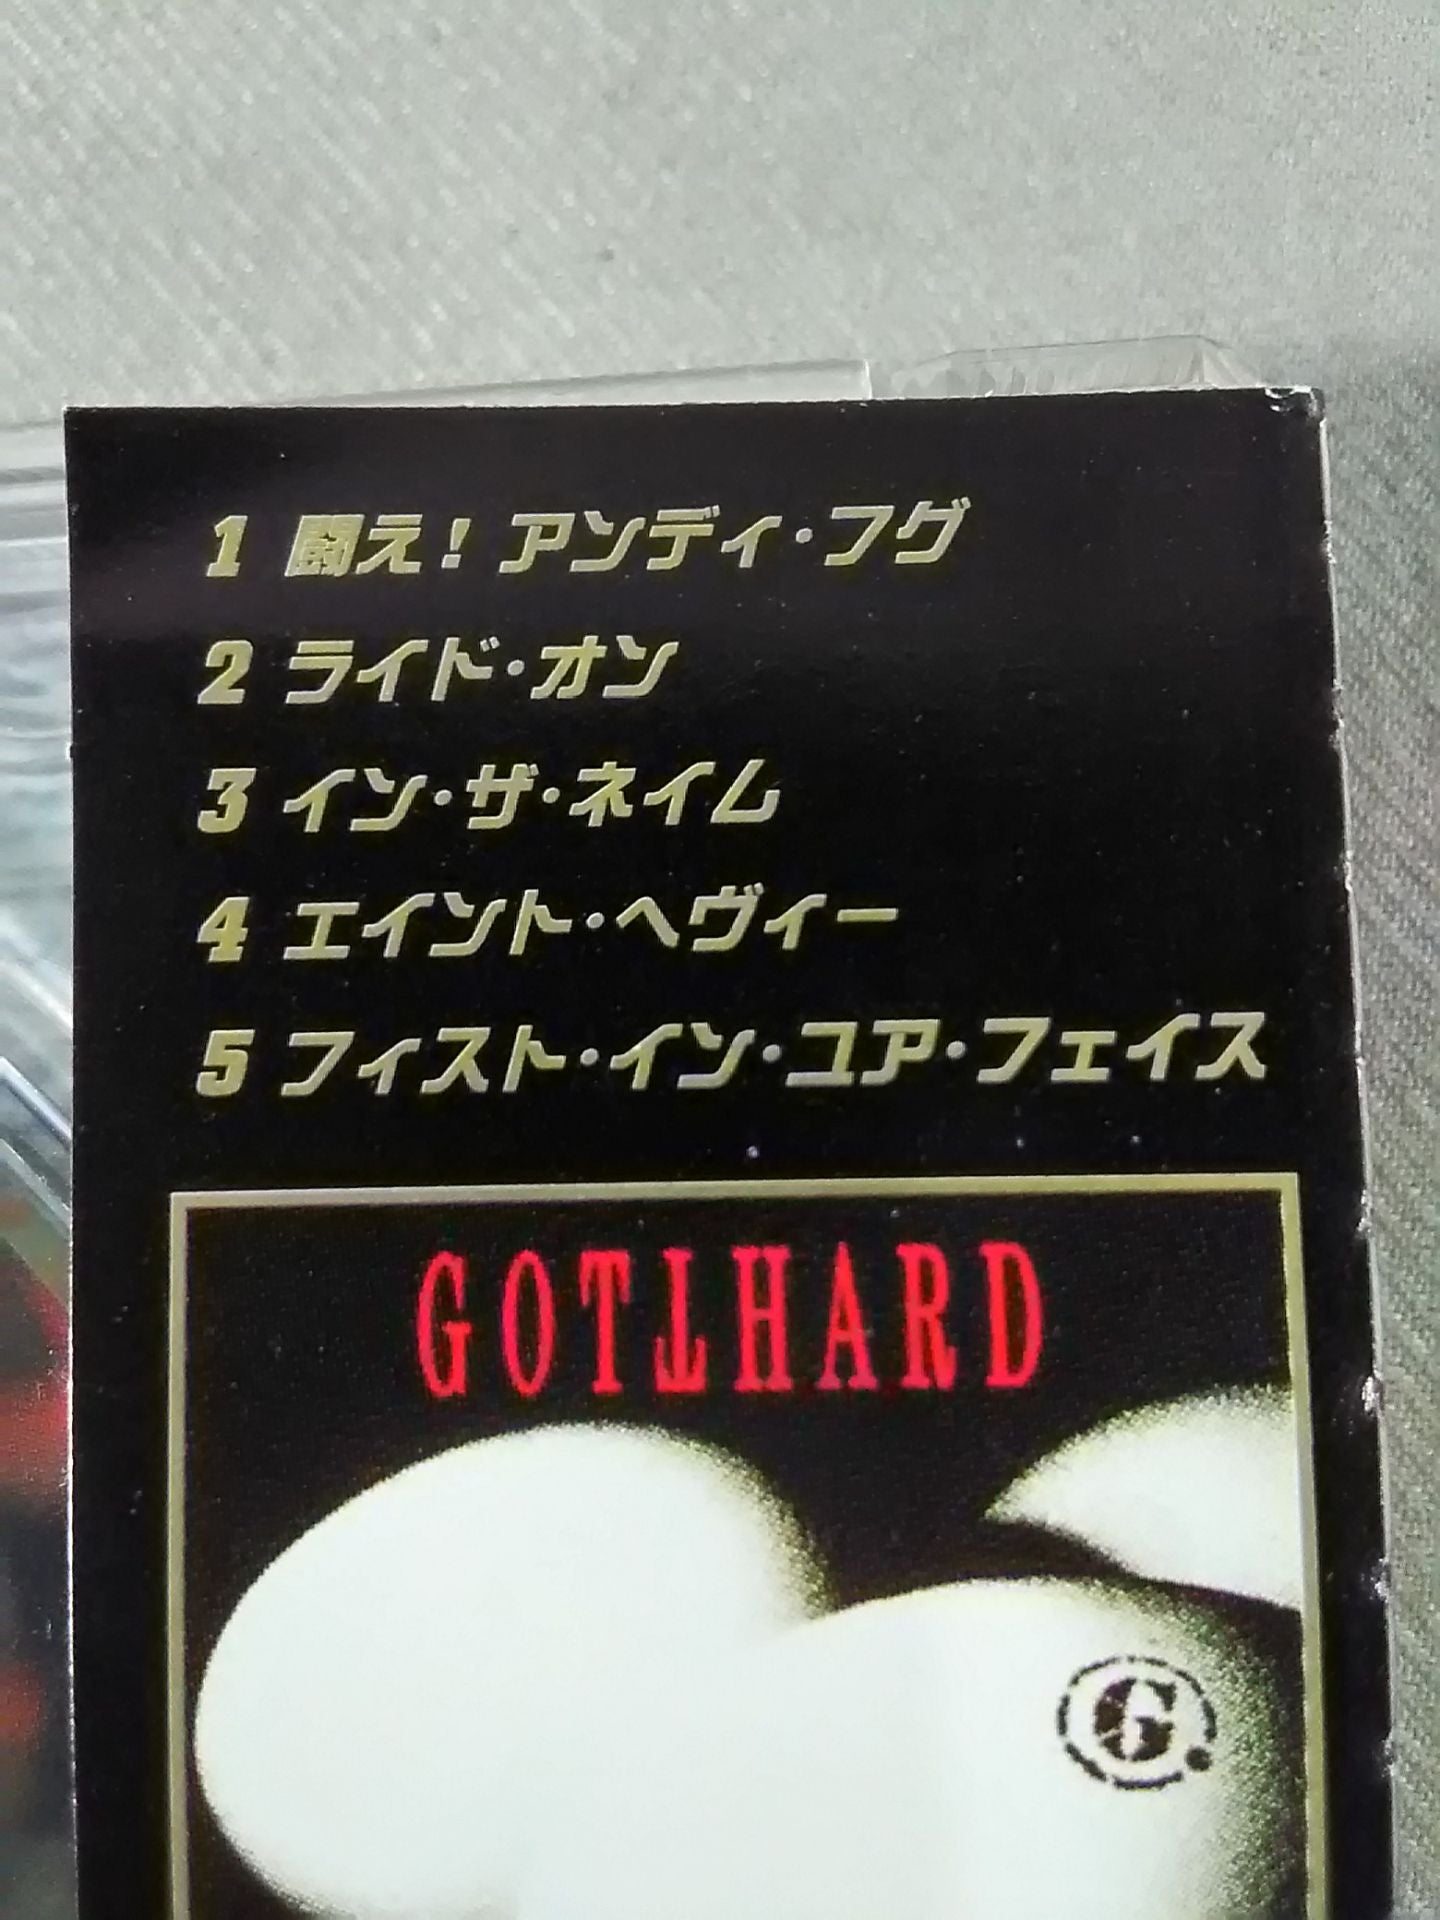 1 闘え！アンディ・フグ
2 ライド・オン
3 イン・ザ・ネイム
4 エイント・ヘヴィー
5 フィスト・イン・ユア・フェイス
GOTTHARD
G.